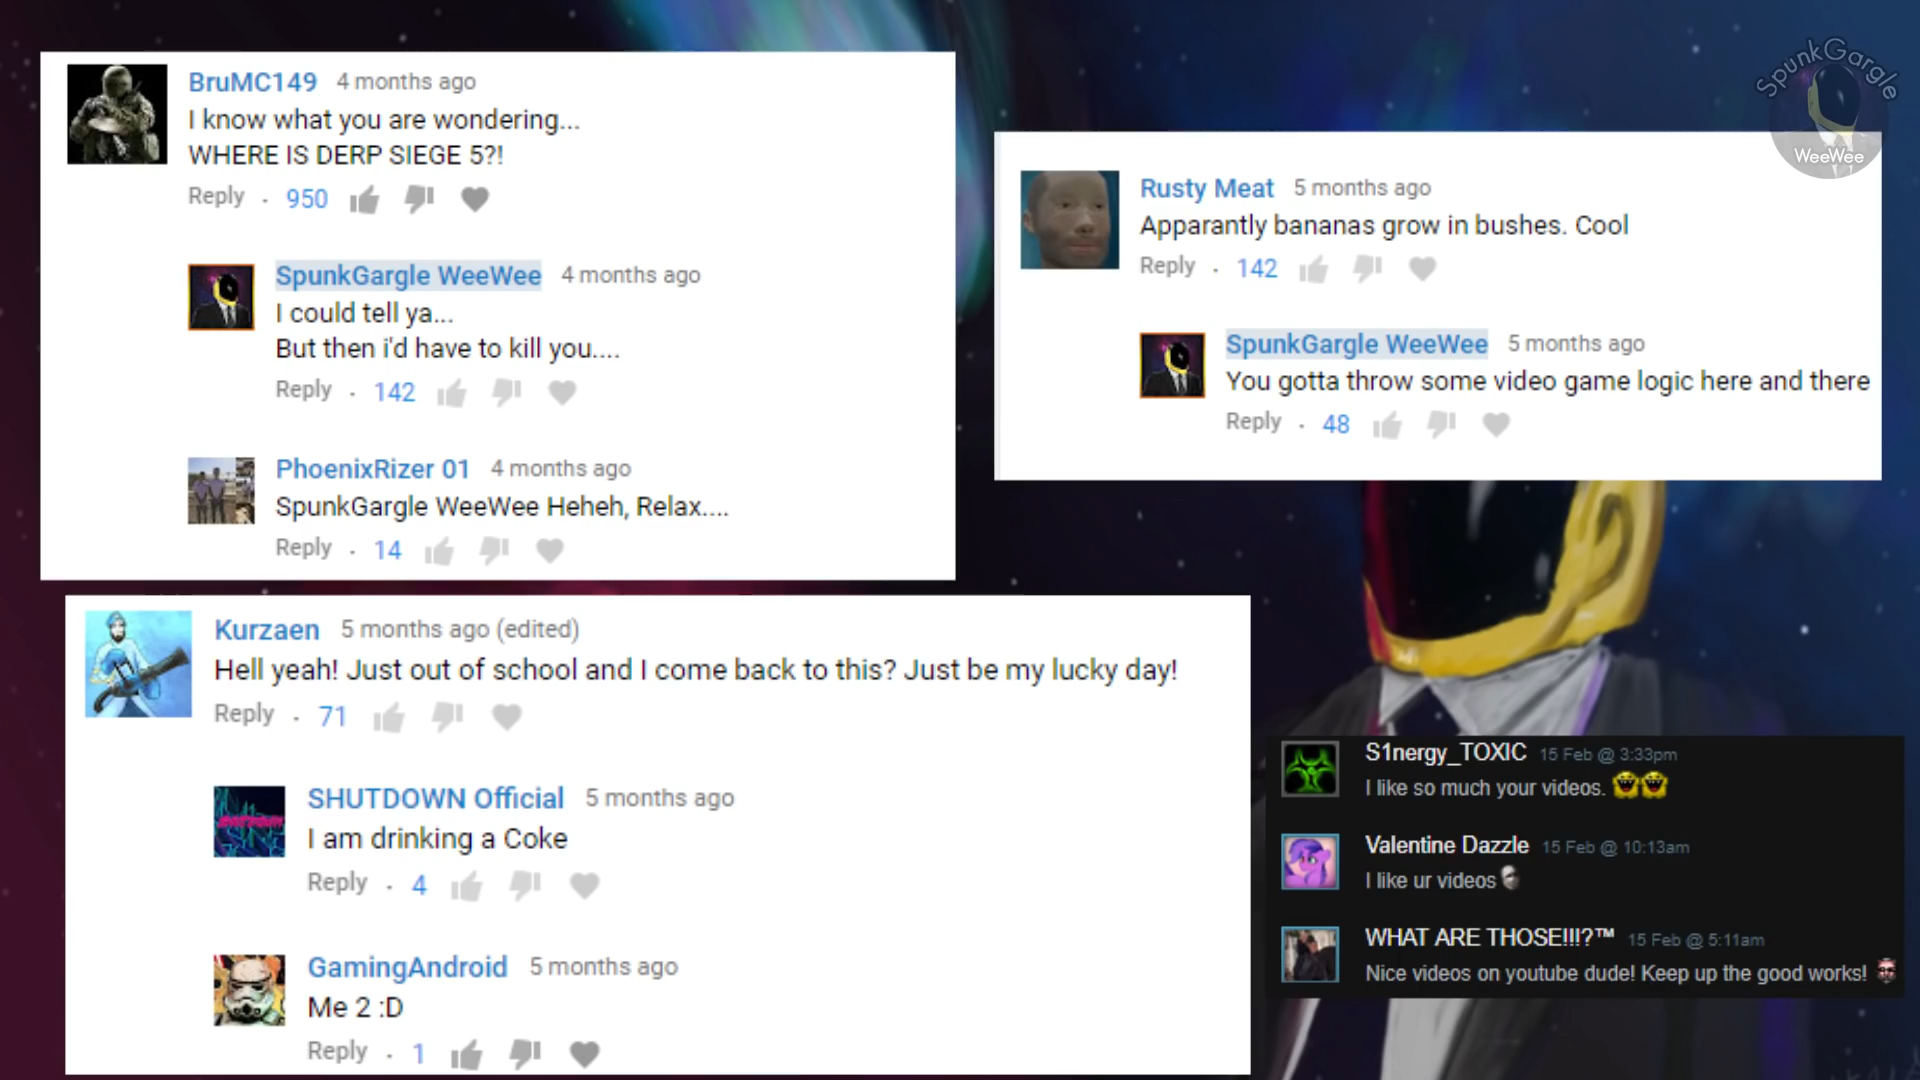 BruMC149 4 months ago
I know what you are wondering...
WHERE IS DERP SIEGE 5?!
Reply . 950
SpunkGargle WeeWee 4 months ago
I could tell ya...
But then i'd have to kill you....
Reply . 142
PhoenixRizer 01 4 months ago
SpunkGargle WeeWee Heheh, Relax....
Reply . 14
SpunkGargle
WeeWee
Rusty Meat 5 months ago
Apparantly bananas grow in bushes. Cool
Reply . 142
SpunkGargle WeeWee 5 months ago
You gotta throw some video game logic here and there
Reply . 48
Kurzaen 5 months ago (edited)
Hell yeah! Just out of school and I come back to this? Just be my lucky day!
Reply . 71
SHUTDOWN Official 5 months ago
I am drinking a Coke
Reply . 4
GamingAndroid 5 months ago
Me 2 :D
Reply . 1
S1nergy_TOXIC 15 Feb @ 3:33pm
I like so much your videos.
Valentine Dazzle 15 Feb @ 10:13am
I like ur videos
WHAT ARE THOSE!!!?™ 15 Feb @ 5:11am
Nice videos on youtube dude! Keep up the good works!